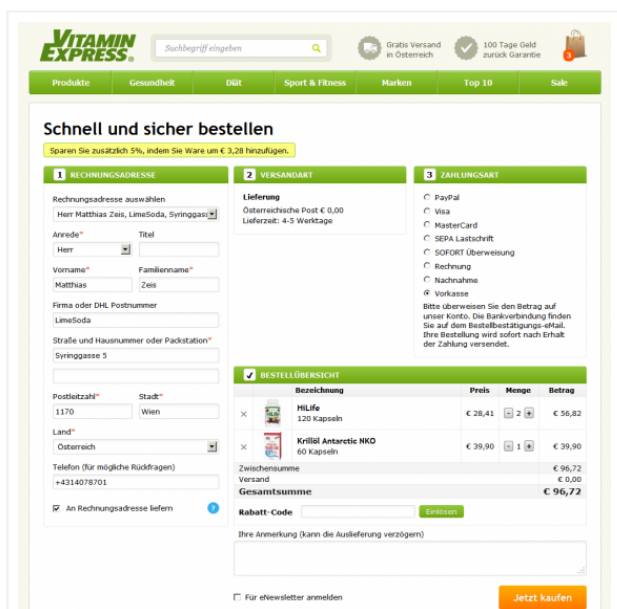 VITAMIN
EXPRESS®
Suchbegriff eingeben
Gratis Versand
in Österreich
100 Tage Geld
zurück Garantie
3
Produkte Gesundheit Diät Sport & Fitness Marken Top 10 Sale
Schnell und sicher bestellen
Sparen Sie zusätzlich 5%, indem Sie Ware um € 3,28 hinzufügen.
1 RECHNUNGSADRESSE
Rechnungsadresse auswählen
Herr Matthias Zeis, LimeSoda, Syringgass
Anrede* Titel
Herr
Vorname* Familienname*
Matthias Zeis
Firma oder DHL Postnummer
LimeSoda
Straße und Hausnummer oder Packstation*
Syringgasse 5
Postleitzahl* Stadt*
1170 Wien
Land*
Österreich
Telefon (für mögliche Rückfragen)
+4314078701
An Rechnungsadresse liefern ?
2 VERSANDART
Lieferung
Österreichische Post € 0,00
Lieferzeit: 4-5 Werktage
3 ZAHLUNGSART
PayPal
Visa
MasterCard
SEPA Lastschrift
SOFORT Überweisung
Rechnung
Nachnahme
Vorkasse
Bitte überweisen Sie den Betrag auf
unser Konto. Die Bankverbindung finden
Sie auf dem Bestellbestätigungs-eMail.
Ihre Bestellung wird sofort nach Erhalt
der Zahlung versendet.
BESTELLÜBERSICHT
Bezeichnung Preis Menge Betrag
HiLife
120 Kapseln
€ 28,41 - 2 + € 56,82
Krillöl Antarctic NKO
60 Kapseln
€ 39,90 - 1 + € 39,90
Zwischensumme € 96,72
Versand € 0,00
Gesamtsumme € 96,72
Rabatt-Code Einlösen
Ihre Anmerkung (kann die Auslieferung verzögern)
Für eNewsletter anmelden
Jetzt kaufen